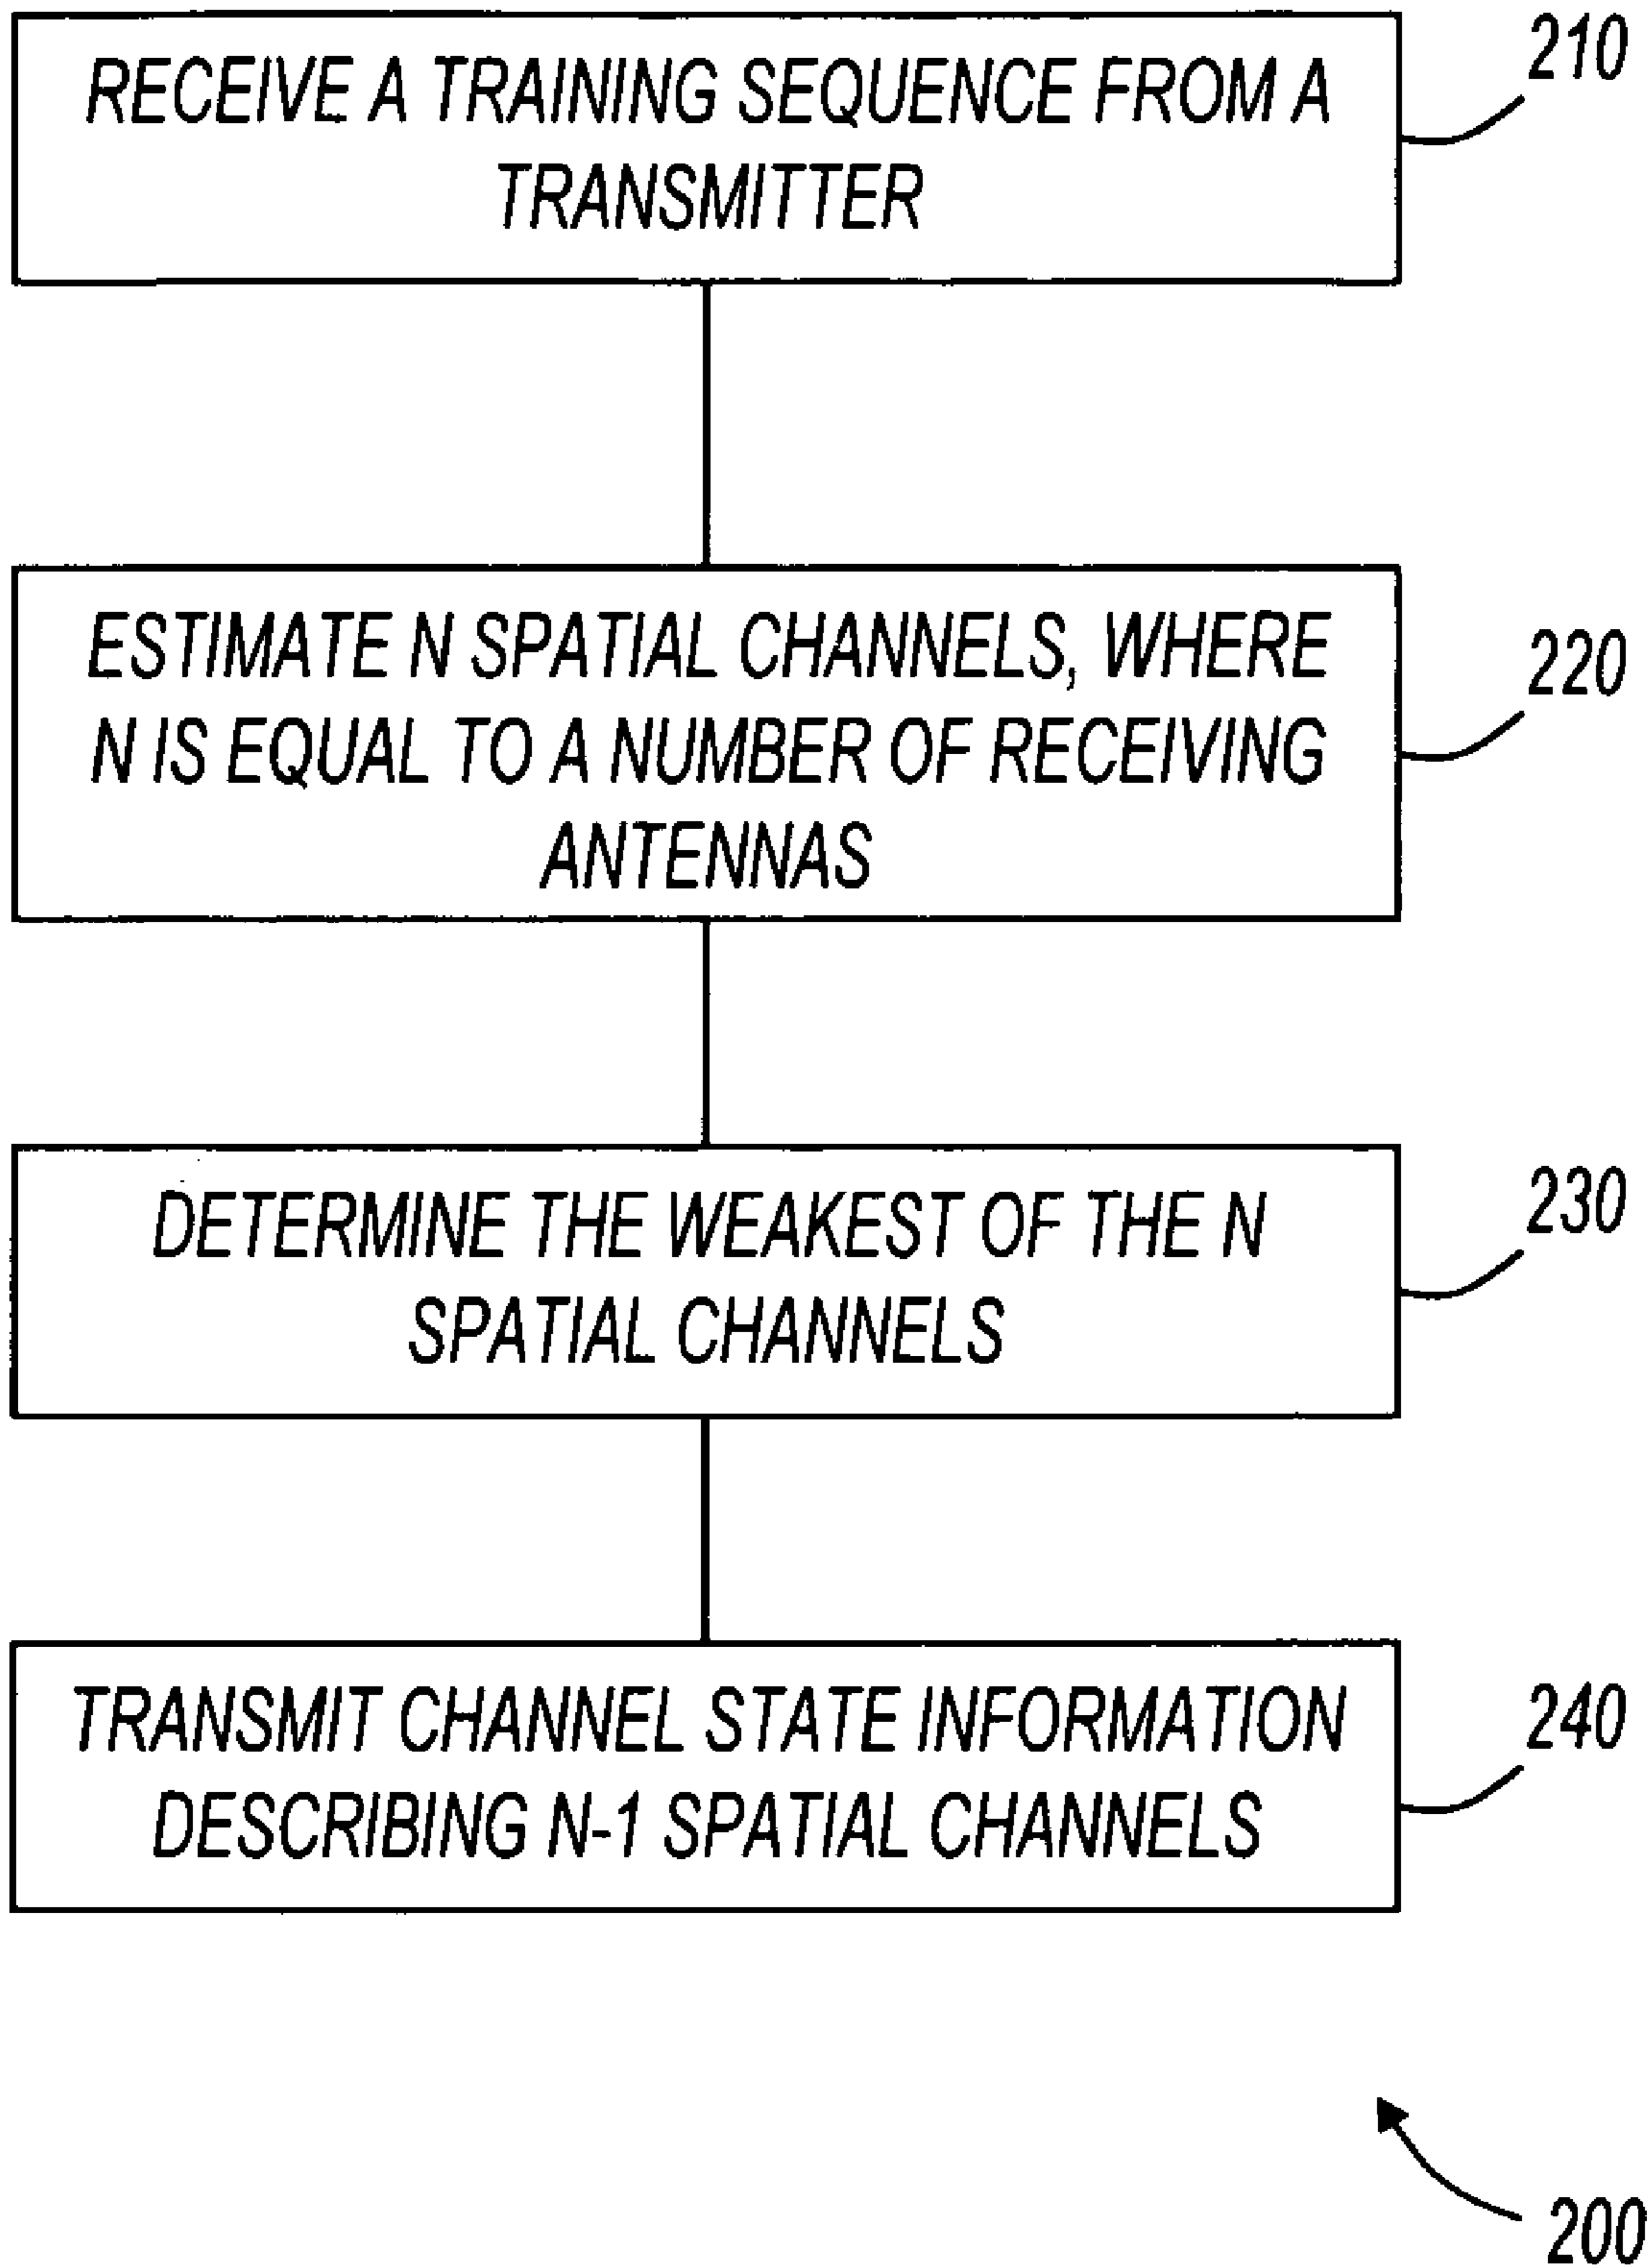 RECEIVE A TRAINING SEQUENCE FROM A
TRANSMITTER
210
ESTIMATE N SPATIAL CHANNELS, WHERE
N IS EQUAL TO A NUMBER OF RECEIVING
ANTENNAS
220
DETERMINE THE WEAKEST OF THE N
SPATIAL CHANNELS
230
TRANSMIT CHANNEL STATE INFORMATION
DESCRIBING N-1 SPATIAL CHANNELS
240
200